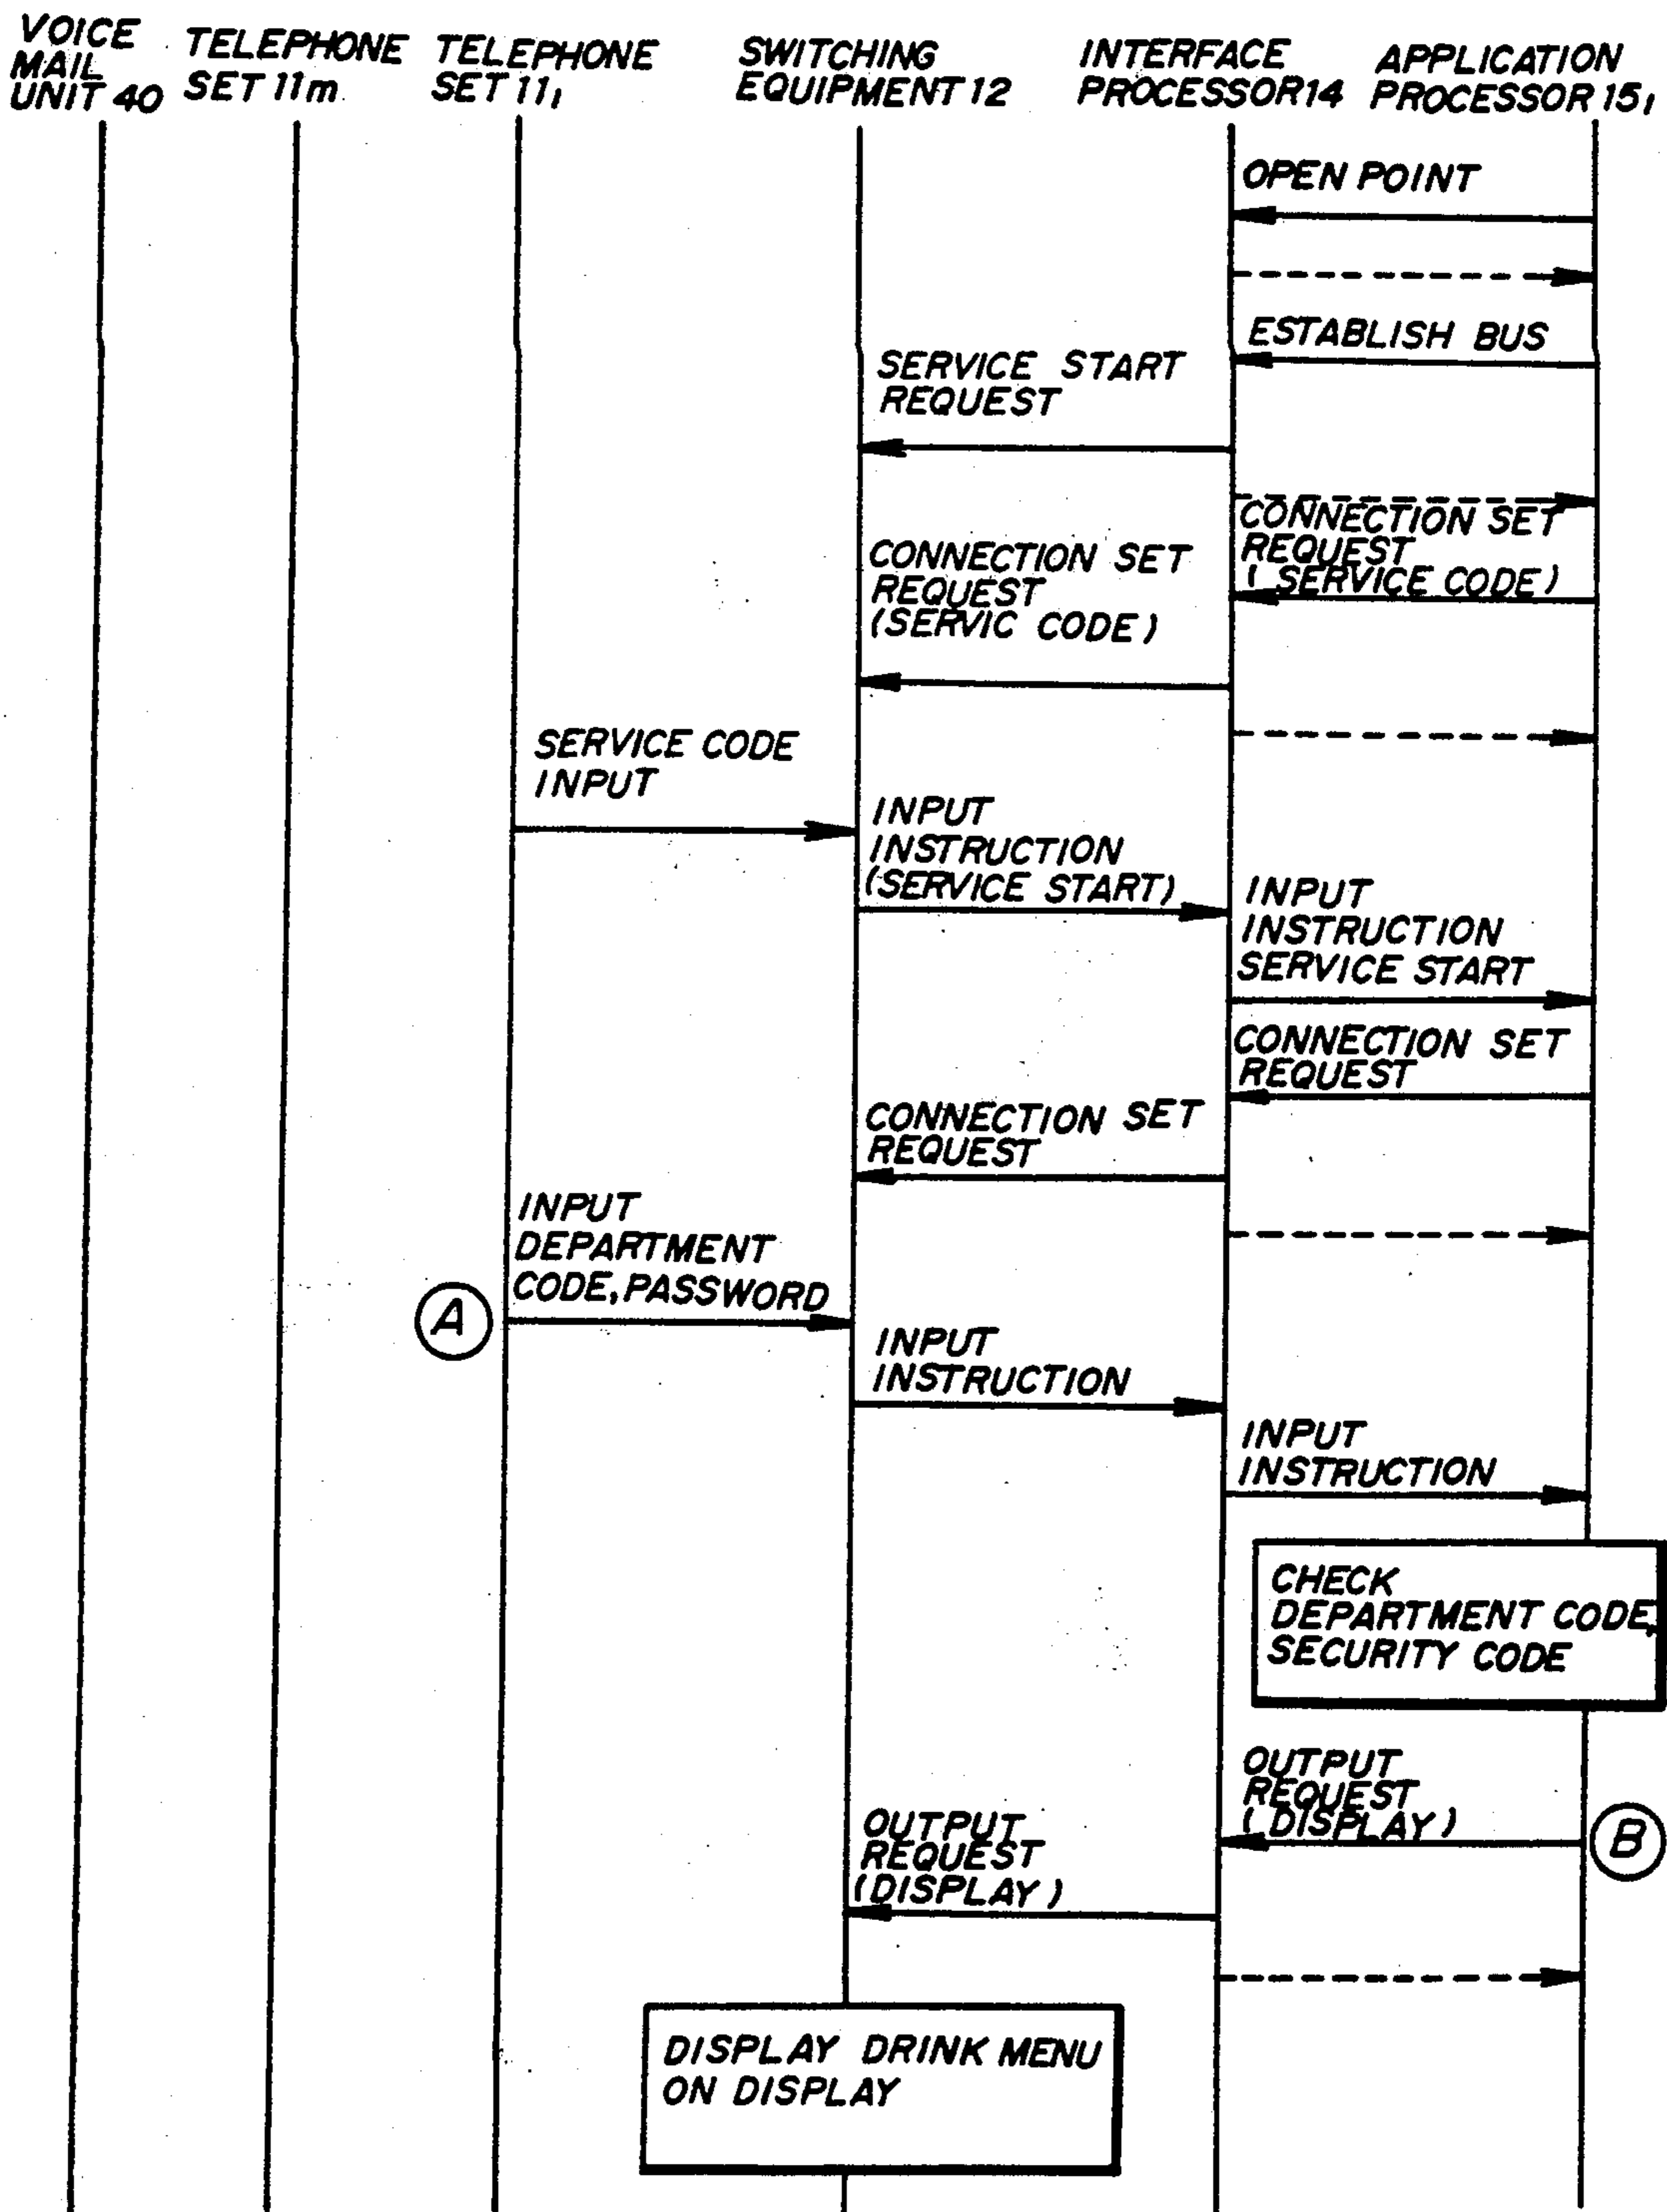 VOICE
MAIL
UNIT 40
TELEPHONE
SET 11m
TELEPHONE
SET 11₁
SWITCHING
EQUIPMENT 12
INTERFACE
PROCESSOR 14
APPLICATION
PROCESSOR 15₁
OPEN POINT
ESTABLISH BUS
SERVICE START
REQUEST
CONNECTION SET
REQUEST
(SERVICE CODE)
CONNECTION SET
REQUEST
(SERVIC CODE)
SERVICE CODE
INPUT
INPUT
INSTRUCTION
(SERVICE START)
INPUT
INSTRUCTION
SERVICE START
CONNECTION SET
REQUEST
CONNECTION SET
REQUEST
INPUT
DEPARTMENT
CODE, PASSWORD
A
INPUT
INSTRUCTION
INPUT
INSTRUCTION
CHECK
DEPARTMENT CODE,
SECURITY CODE
OUTPUT
REQUEST
(DISPLAY)
B
OUTPUT
REQUEST
(DISPLAY)
DISPLAY DRINK MENU
ON DISPLAY